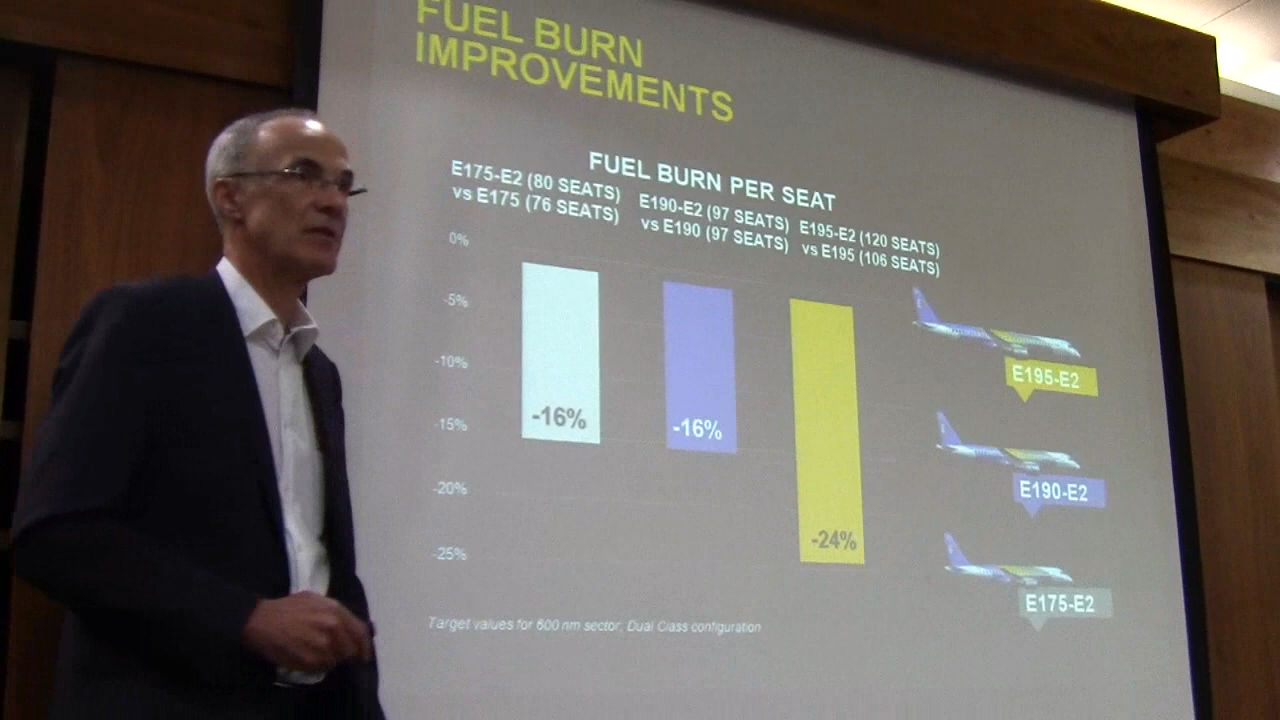 FUEL BURN
IMPROVEMENTS
FUEL BURN PER SEAT
E175-E2 (80 SEATS)
vs E175 (76 SEATS)
E190-E2 (97 SEATS)
vs E190 (97 SEATS)
E195-E2 (120 SEATS)
vs E195 (106 SEATS)
0%
-5%
-10%
-15%
-20%
-25%
-16%
-16%
-24%
E195-E2
E190-E2
E175-E2
Target values for 600 nm sector; Dual Class configuration